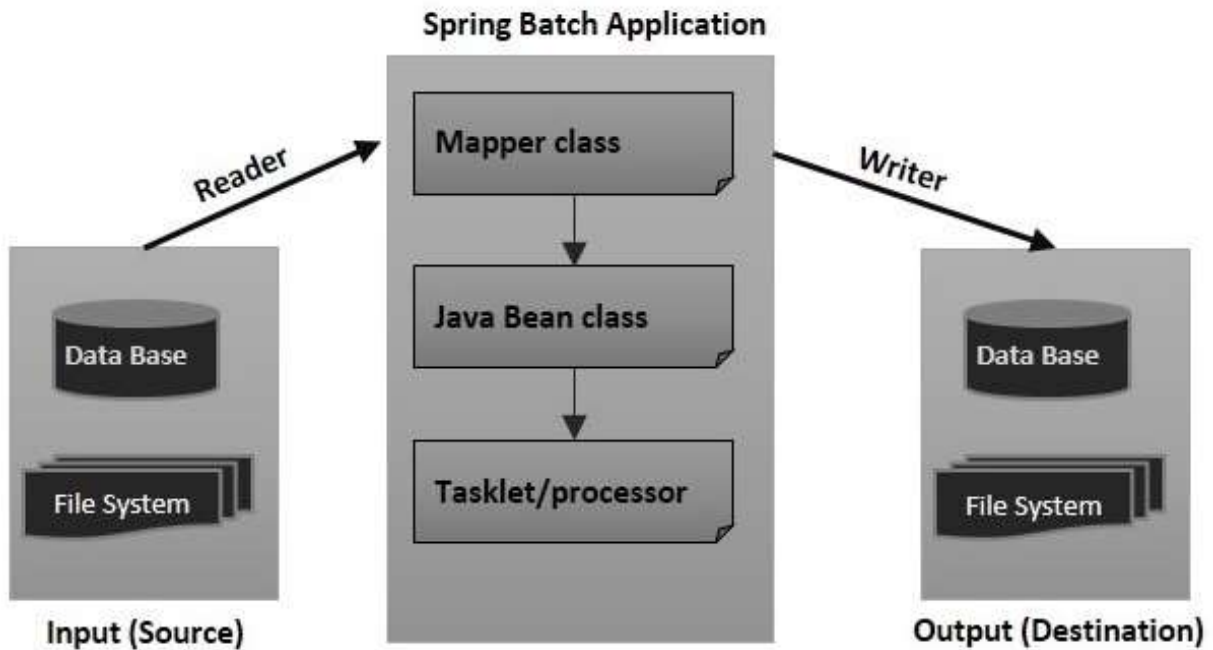 Spring Batch Application
Mapper class
Reader
Writer
Java Bean class
Data Base
Data Base
Tasklet/processor
File System
File System
Input (Source)
Output (Destination)